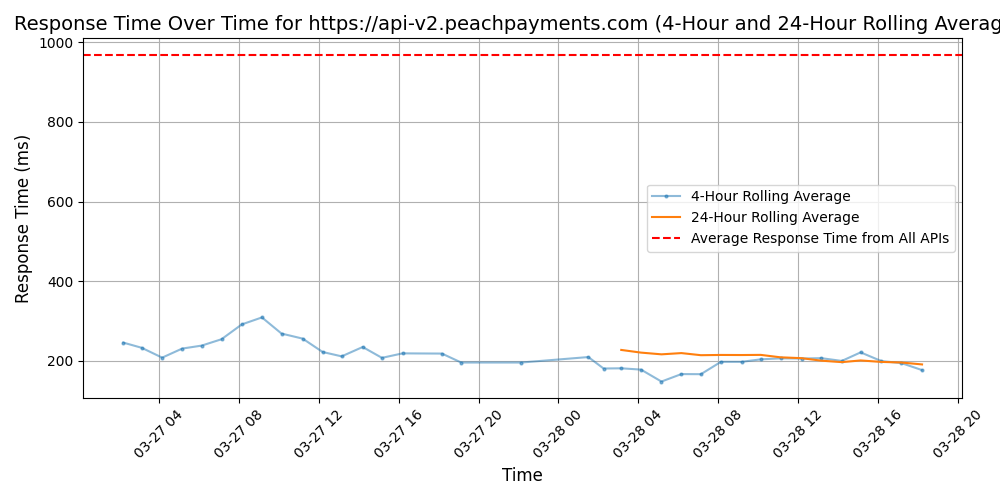 Response Time Over Time for https://api-v2.peachpayments.com (4-Hour and 24-Hour Rolling Averag
1000
800
600
400
200
Response Time (ms)
4-Hour Rolling Average
24-Hour Rolling Average
Average Response Time from All APIs
03-27 04
03-27 08
03-27 12
03-27 16
03-27 20
03-28 00
03-28 04
03-28 08
03-28 12
03-28 16
03-28 20
Time